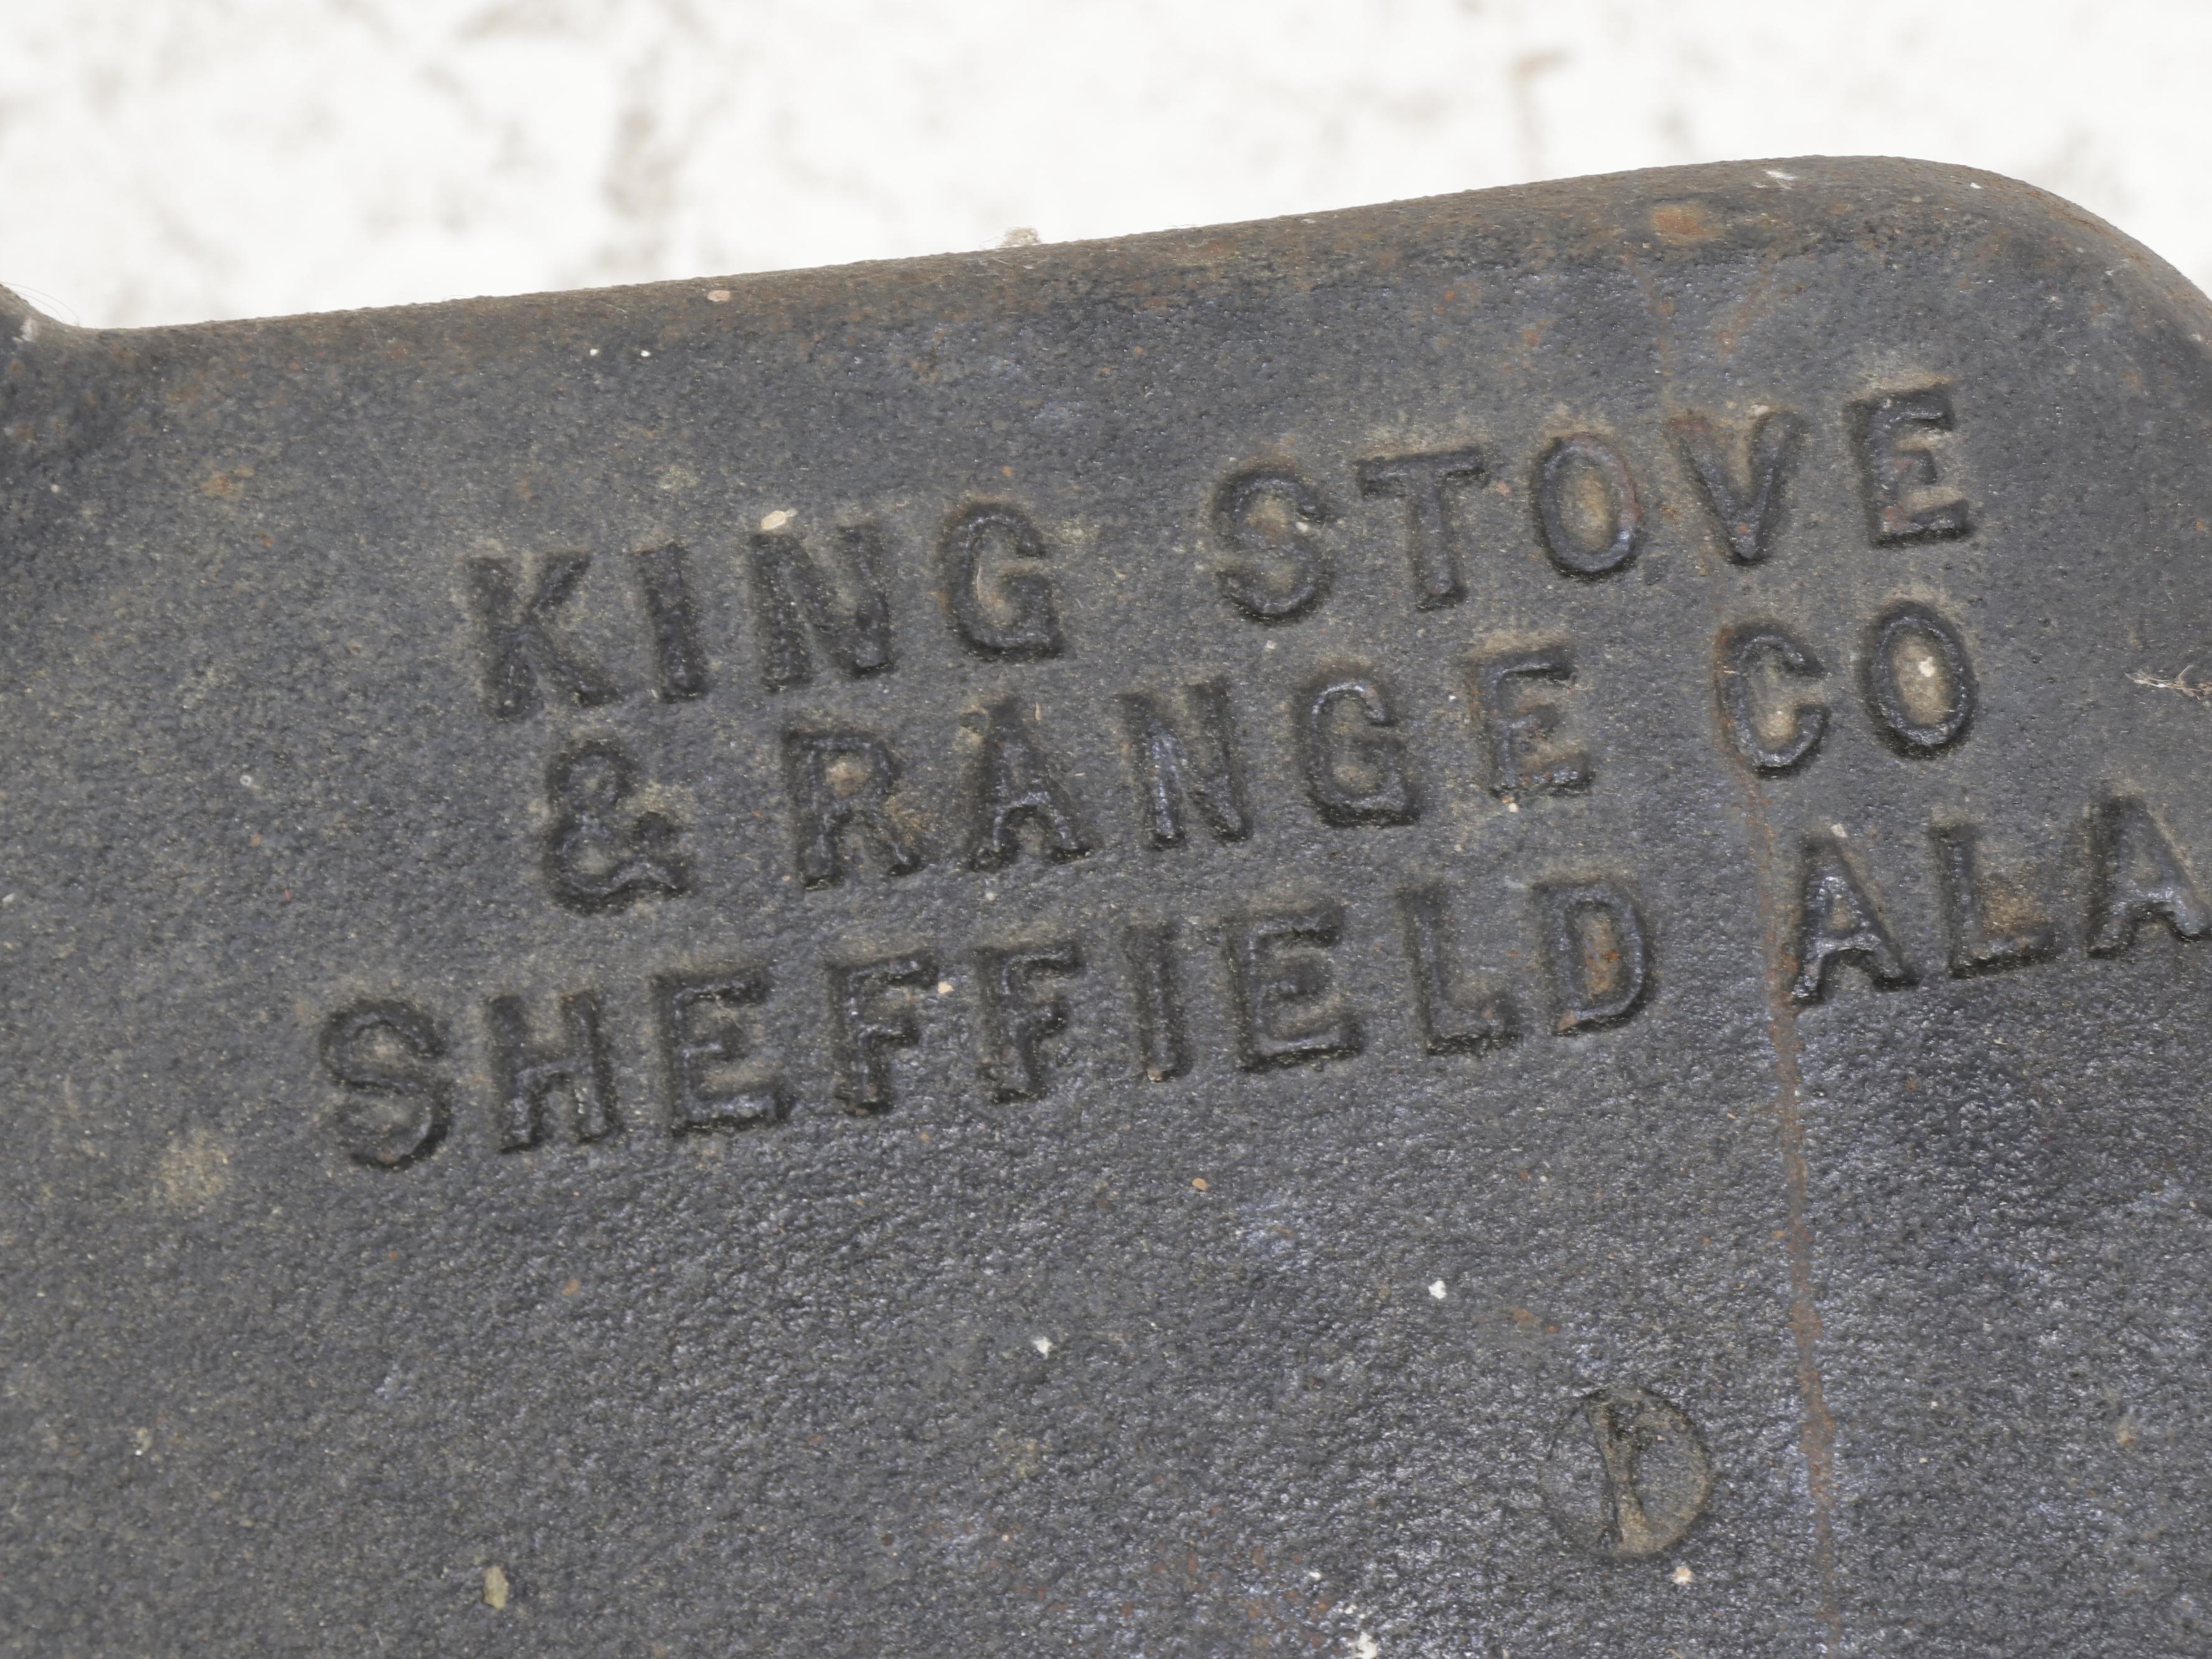 KING STOVE
& RANGE CO
SHEFFIELD ALA